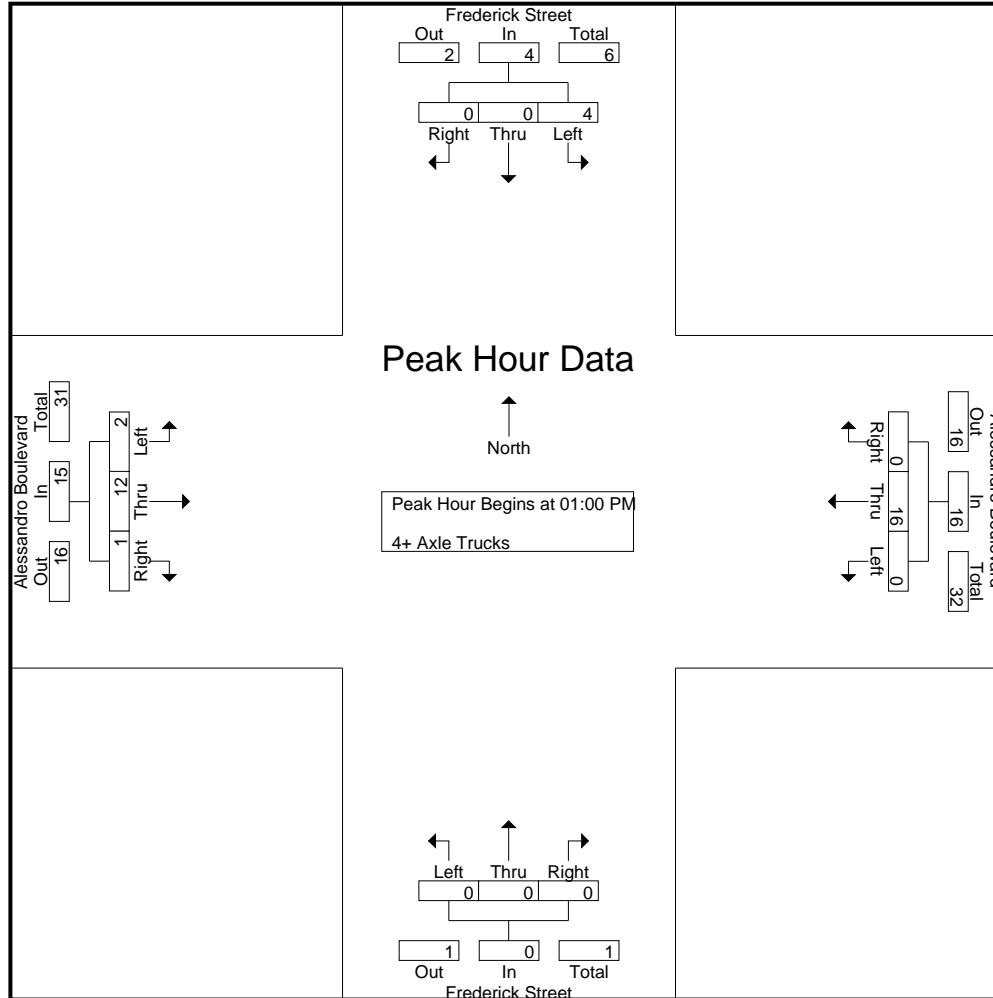 Frederick Street
Out In Total
2 4 6
0 0 4
Right Thru Left
Peak Hour Data
North
Peak Hour Begins at 01:00 PM
4+ Axle Trucks
Alessandro Boulevard
Total In Out
31 15 16
2 12 1
Left Thru Right
Right Thru Left
0 16 0
16 16 32
Out In Total
Left Thru Right
0 0 0
1 0 1
Out In Total
Frederick Street